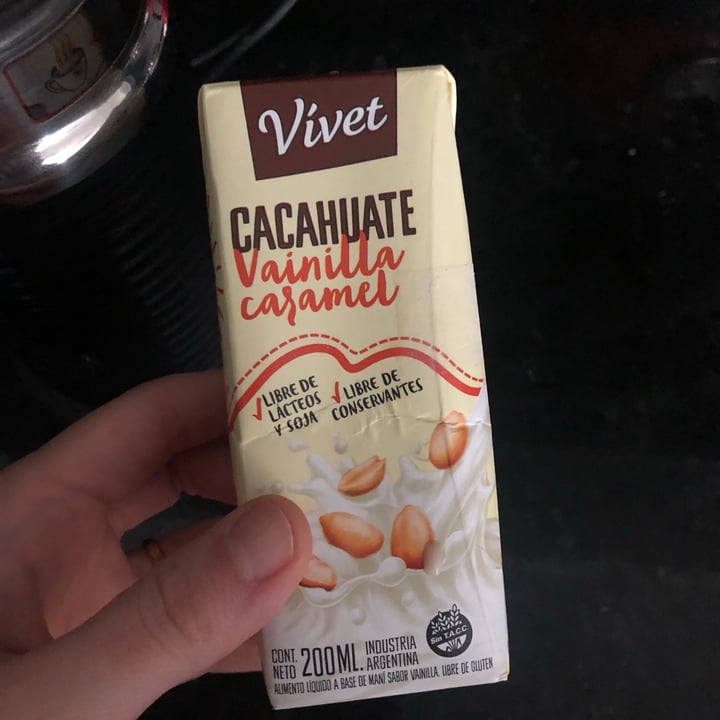 Vívet
CACAHUATE
Vainilla
caramel
LIBRE DE
LÁCTEOS
Y SOJA
LIBRE DE
CONSERVANTES
Sin T.A.C.C.
CONT.
NETO
200ML.
INDUSTRIA
ARGENTINA
ALIMENTO LÍQUIDO A BASE DE MANÍ SABOR VAINILLA. LIBRE DE GLUTEN